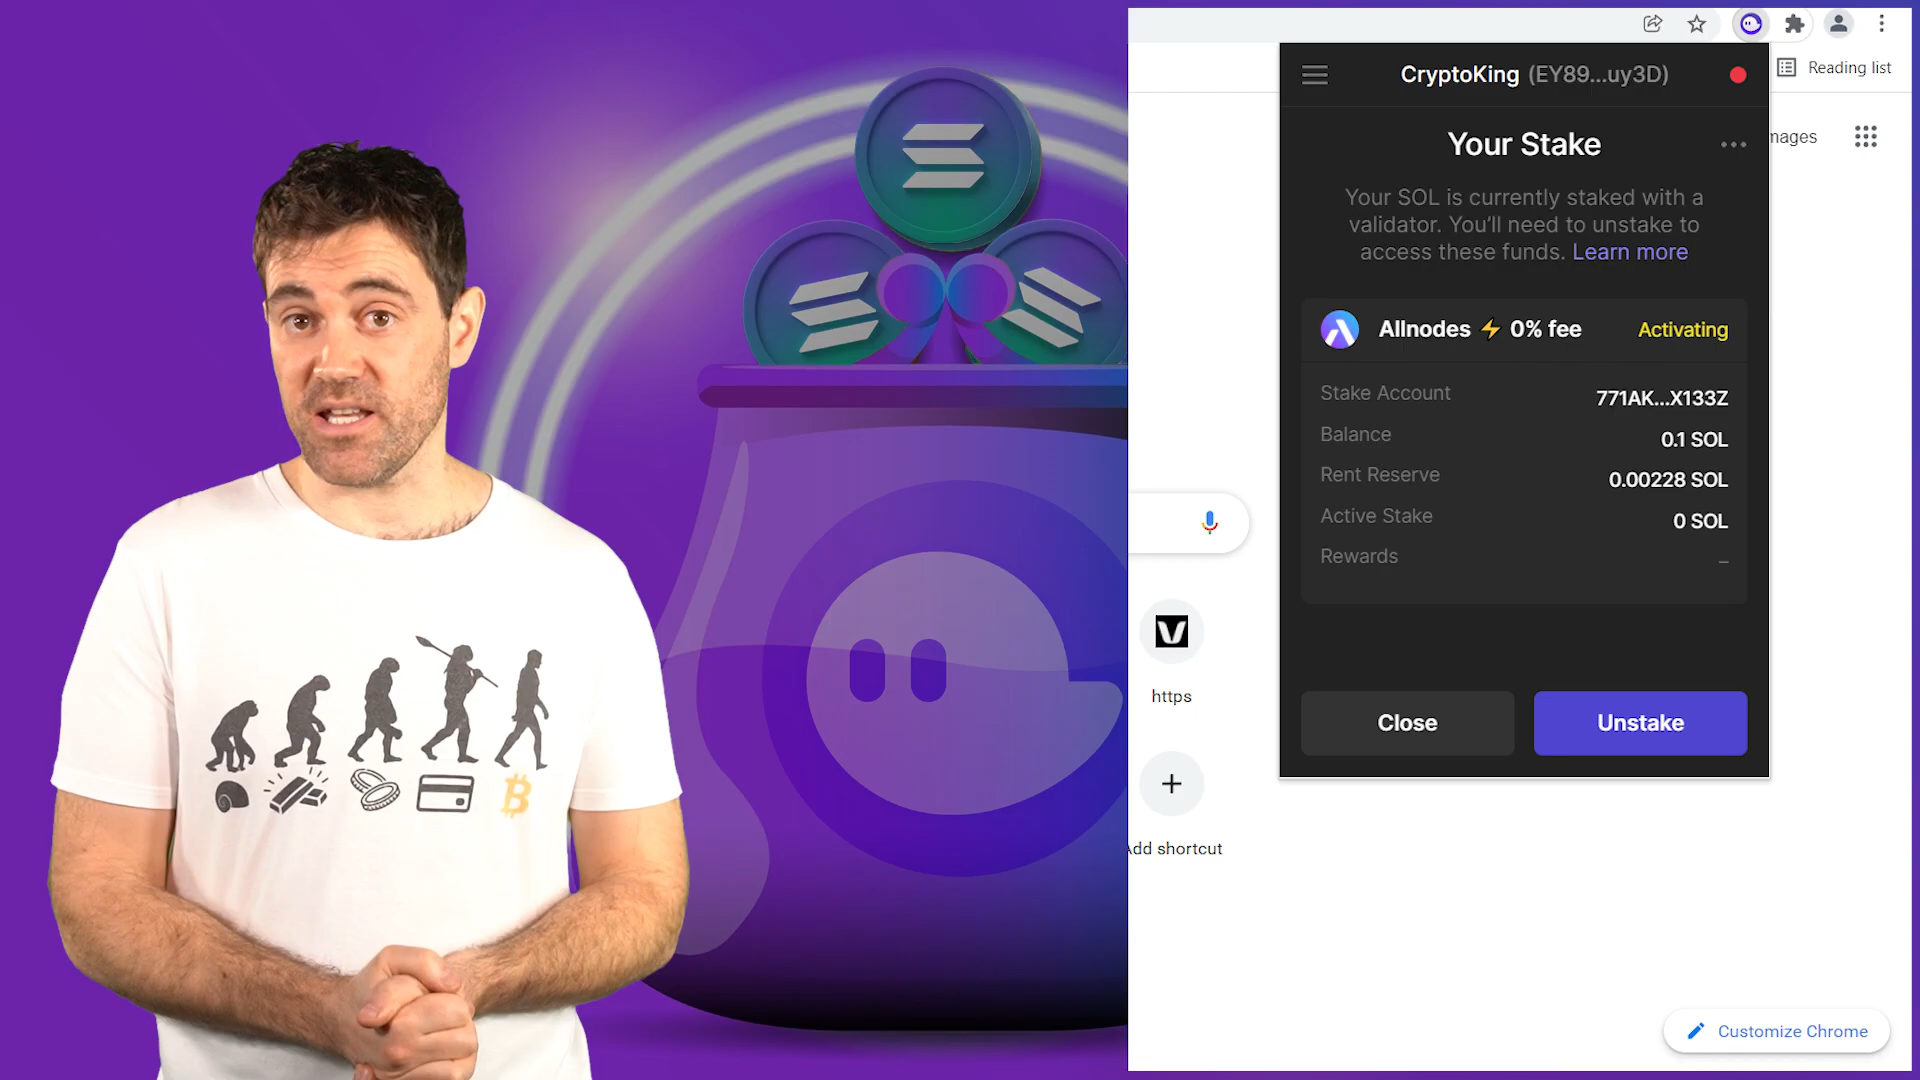 Reading list
CryptoKing (EY89...uy3D)
Your Stake
mages
Your SOL is currently staked with a
validator. You'll need to unstake to
access these funds. Learn more
Allnodes ⚡ 0% fee
Activating
Stake Account
771AK...X133Z
Balance
0.1 SOL
Rent Reserve
0.00228 SOL
Active Stake
0 SOL
Rewards
–
Close
Unstake
https
Add shortcut
Customize Chrome